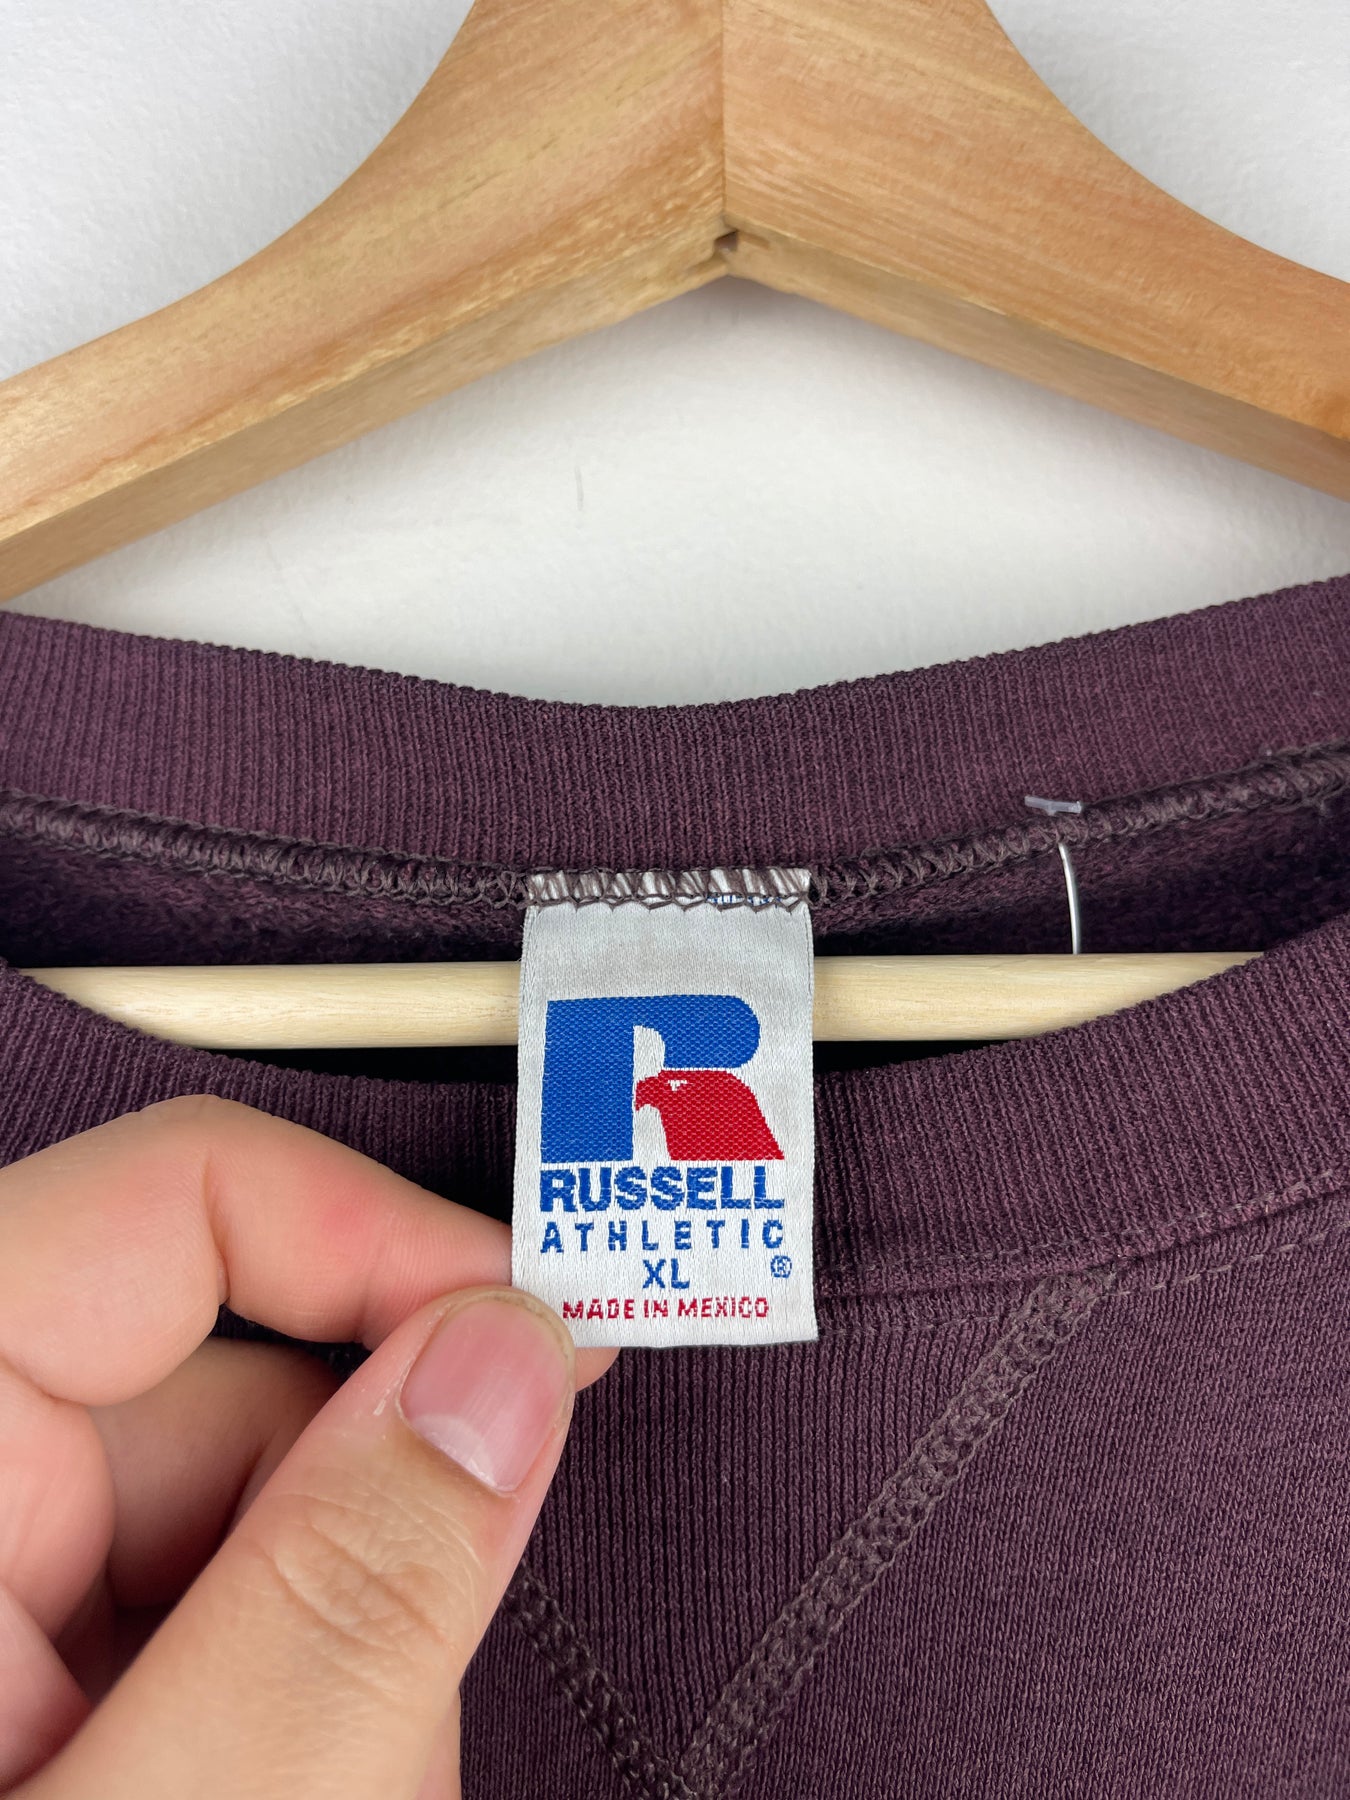 RUSSELL
ATHLETIC
XL ®
MADE IN MEXICO